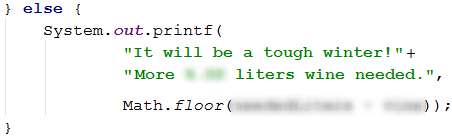 } else {
System.out.printf(
"It will be a tough winter!"+
"More liters wine needed.",
Math.floor( ));
}